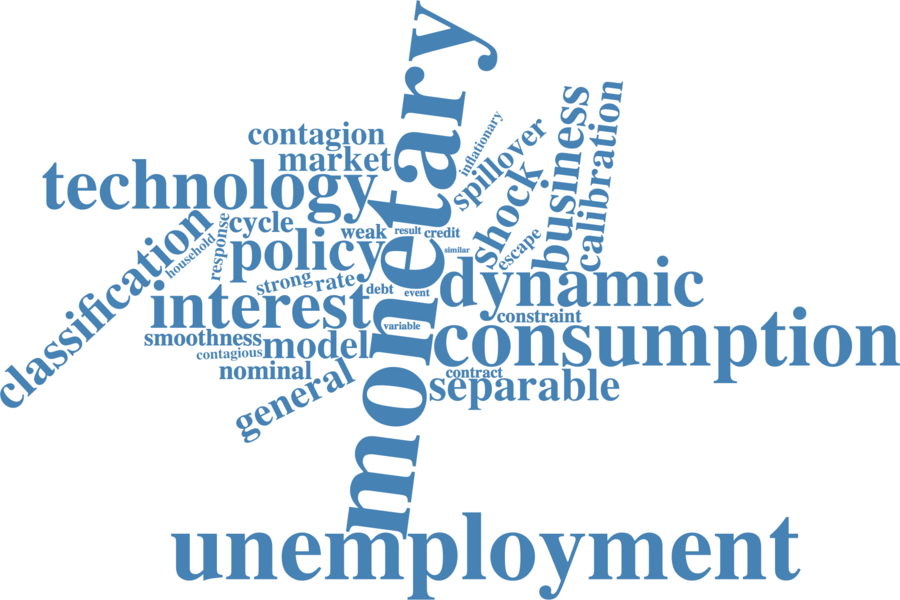 monetary
inflationary
business
calibration
contagion
spillover
market
technology
shock
classification
household
response
cycle
weak
result
credit
policy
similar
escape
strong
rate
debt
event
dynamic
interest
constraint
variable
smoothness
contagious
model
consumption
nominal
contract
general
separable
unemployment